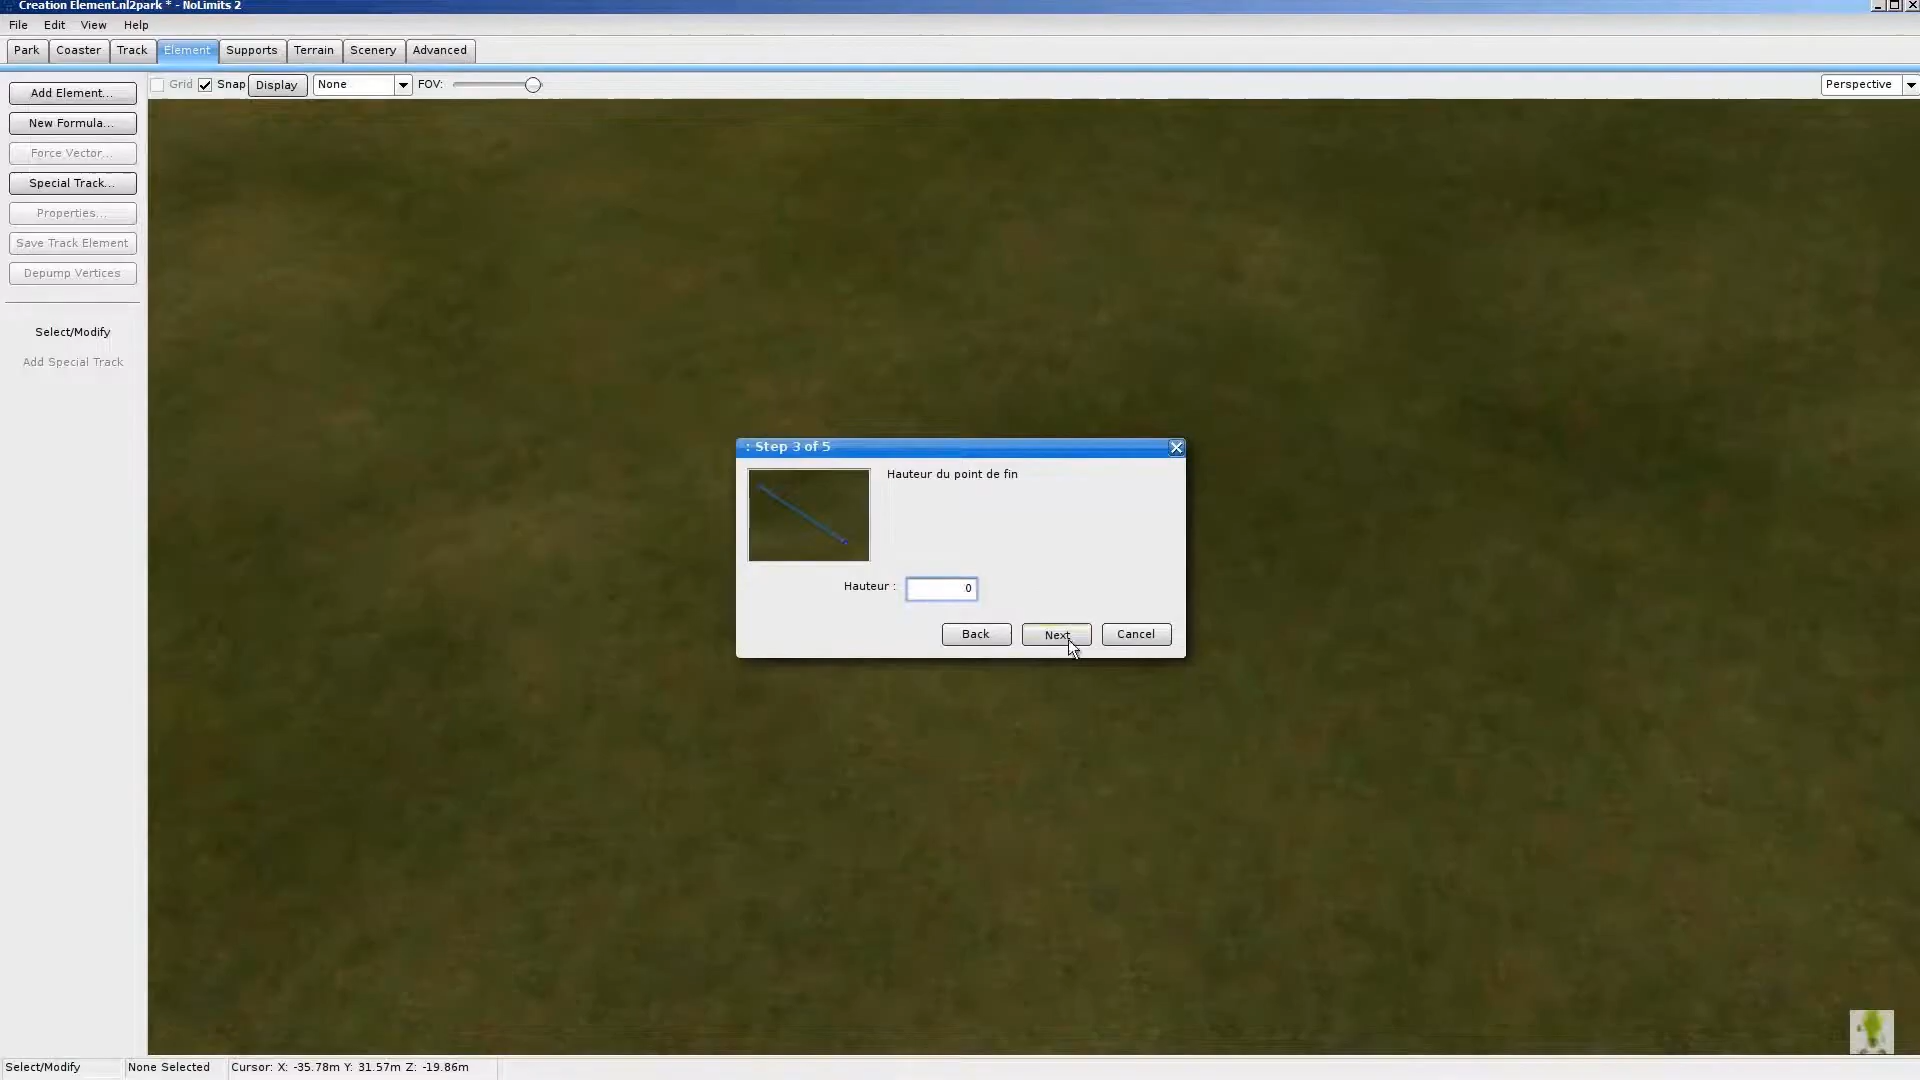 Creation Element.nl2park * - NoLimits 2
File Edit View Help
Park Coaster Track Element Supports Terrain Scenery Advanced
Grid Snap Display None FOV: Perspective
Add Element...
New Formula...
Force Vector...
Special Track...
Properties...
Save Track Element
Depump Vertices
Select/Modify
Add Special Track
: Step 3 of 5
Hauteur du point de fin
Hauteur : 0
Back Next Cancel
Select/Modify None Selected Cursor: X: -35.78m Y: 31.57m Z: -19.86m